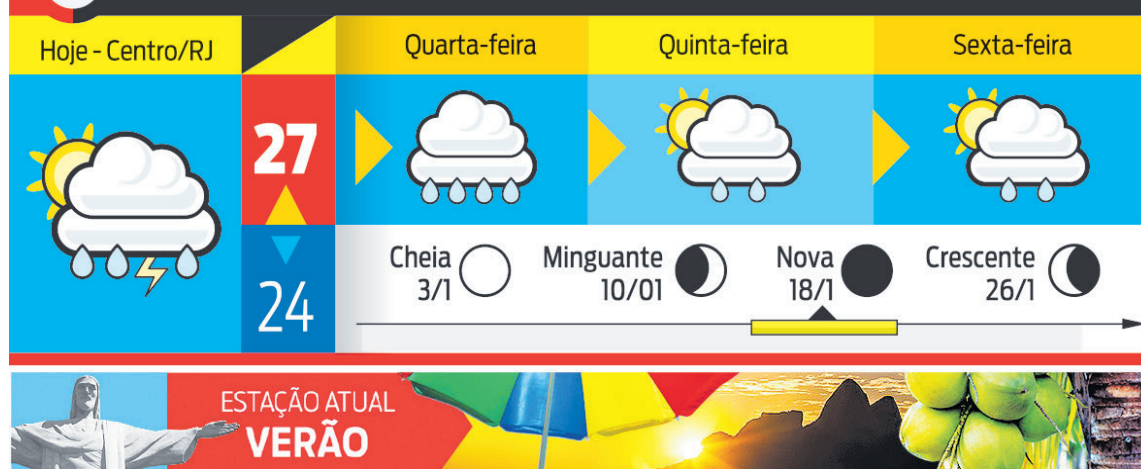 Hoje - Centro/RJ
Quarta-feira
Quinta-feira
Sexta-feira
27
24
Cheia
3/1
Minguante
10/01
Nova
18/1
Crescente
26/1
ESTAÇÃO ATUAL
VERÃO